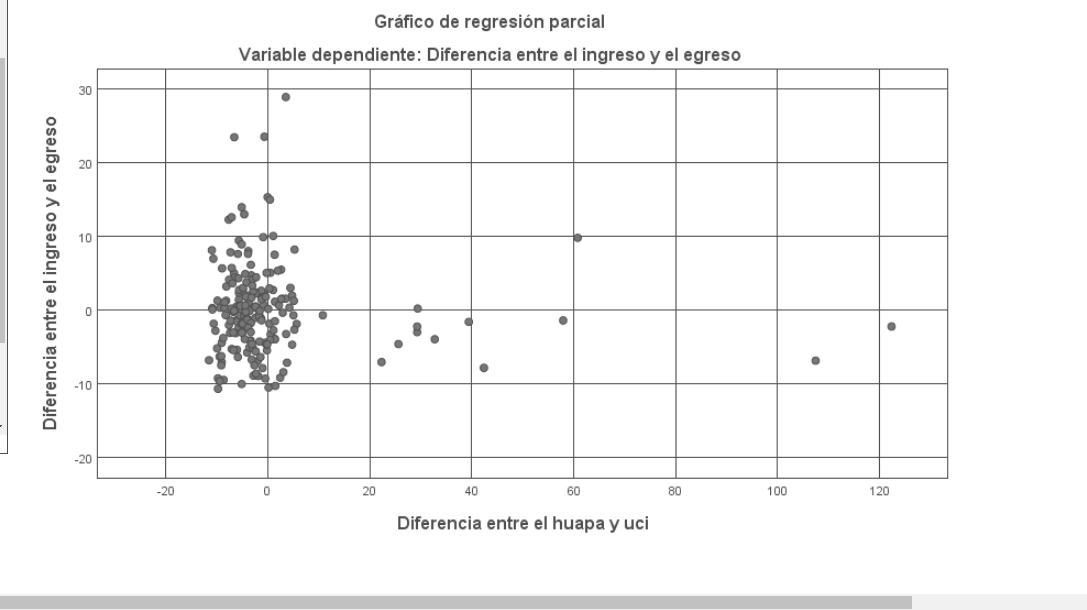 Gráfico de regresión parcial
Variable dependiente: Diferencia entre el ingreso y el egreso
Diferencia entre el ingreso y el egreso
30
20
10
0
-10
-20
-20 0 20 40 60 80 100 120
Diferencia entre el huapa y uci